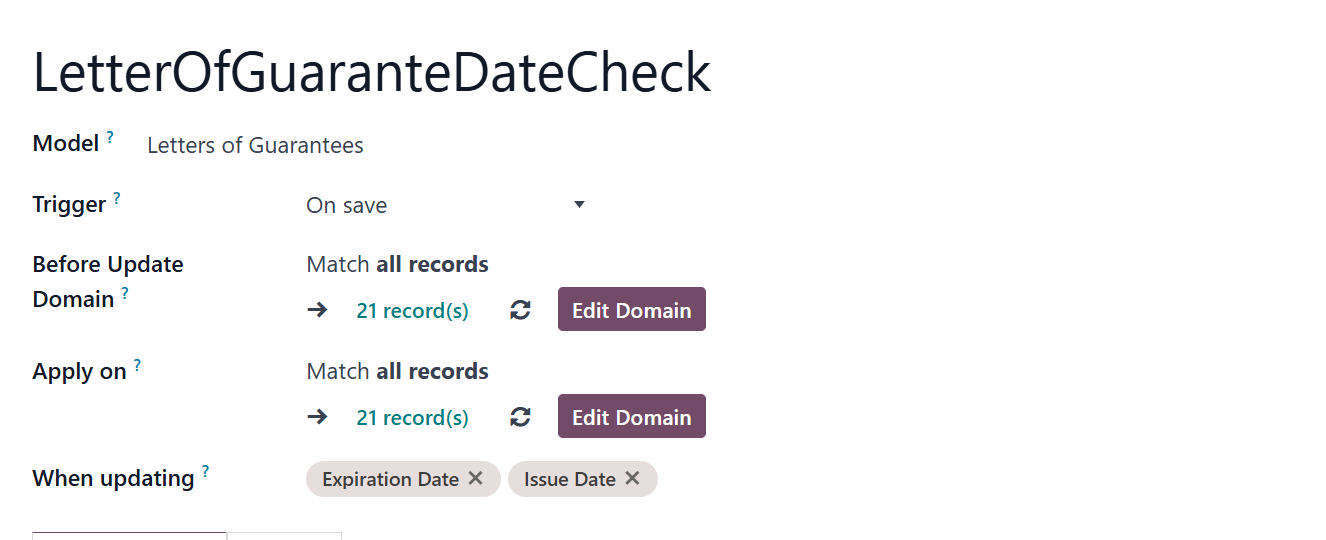 LetterOfGuaranteDateCheck
Model ? Letters of Guarantees
Trigger ? On save
Before Update Domain ? Match all records
21 record(s) Edit Domain
Apply on ? Match all records
21 record(s) Edit Domain
When updating ? Expiration Date ✕ Issue Date ✕